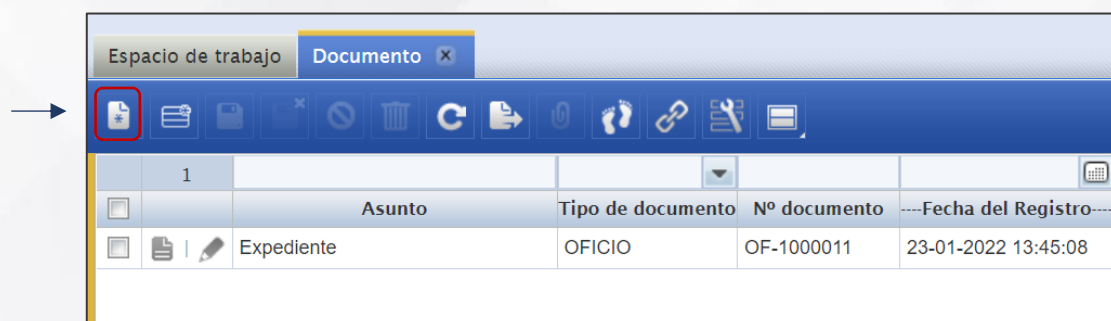 Espacio de trabajo Documento
1
Asunto Tipo de documento Nº documento ----Fecha del Registro----
Expediente OFICIO OF-1000011 23-01-2022 13:45:08